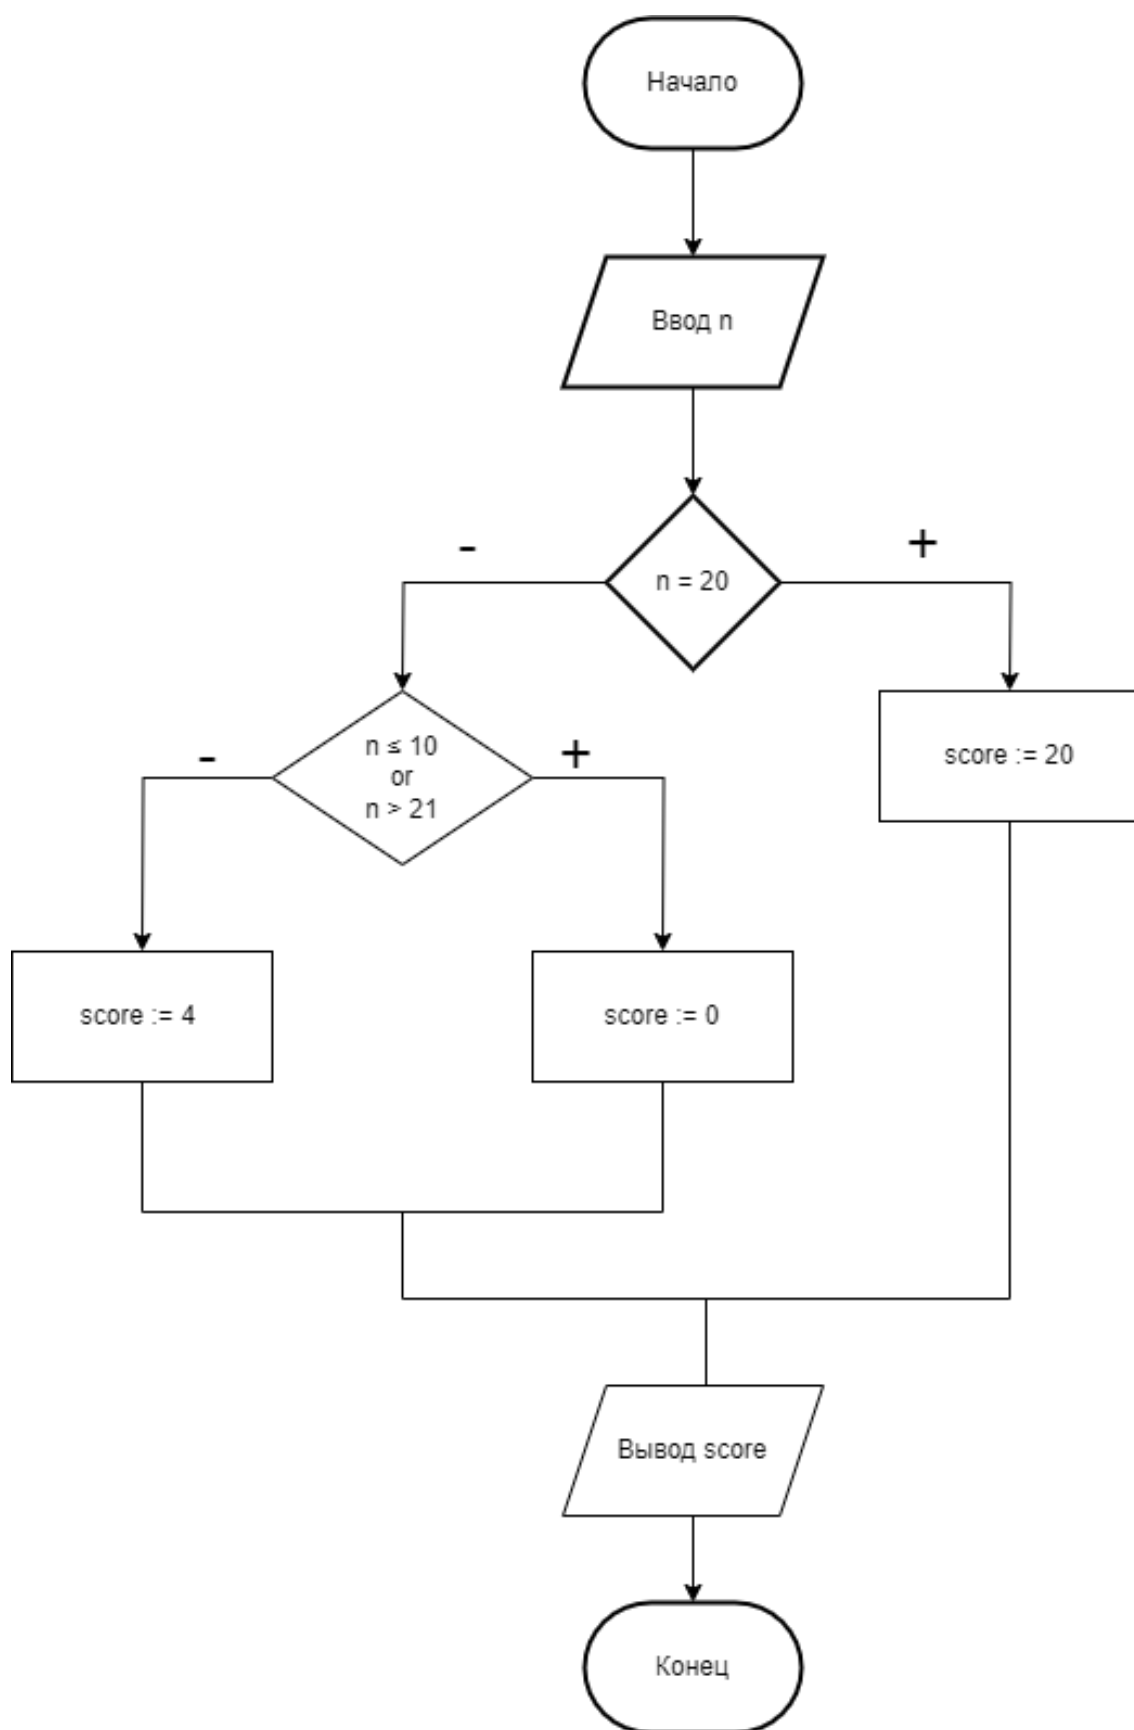 Начало
Ввод n
-
+
n = 20
n ≤ 10
or
n > 21
-
+
score := 20
score := 4
score := 0
Вывод score
Конец